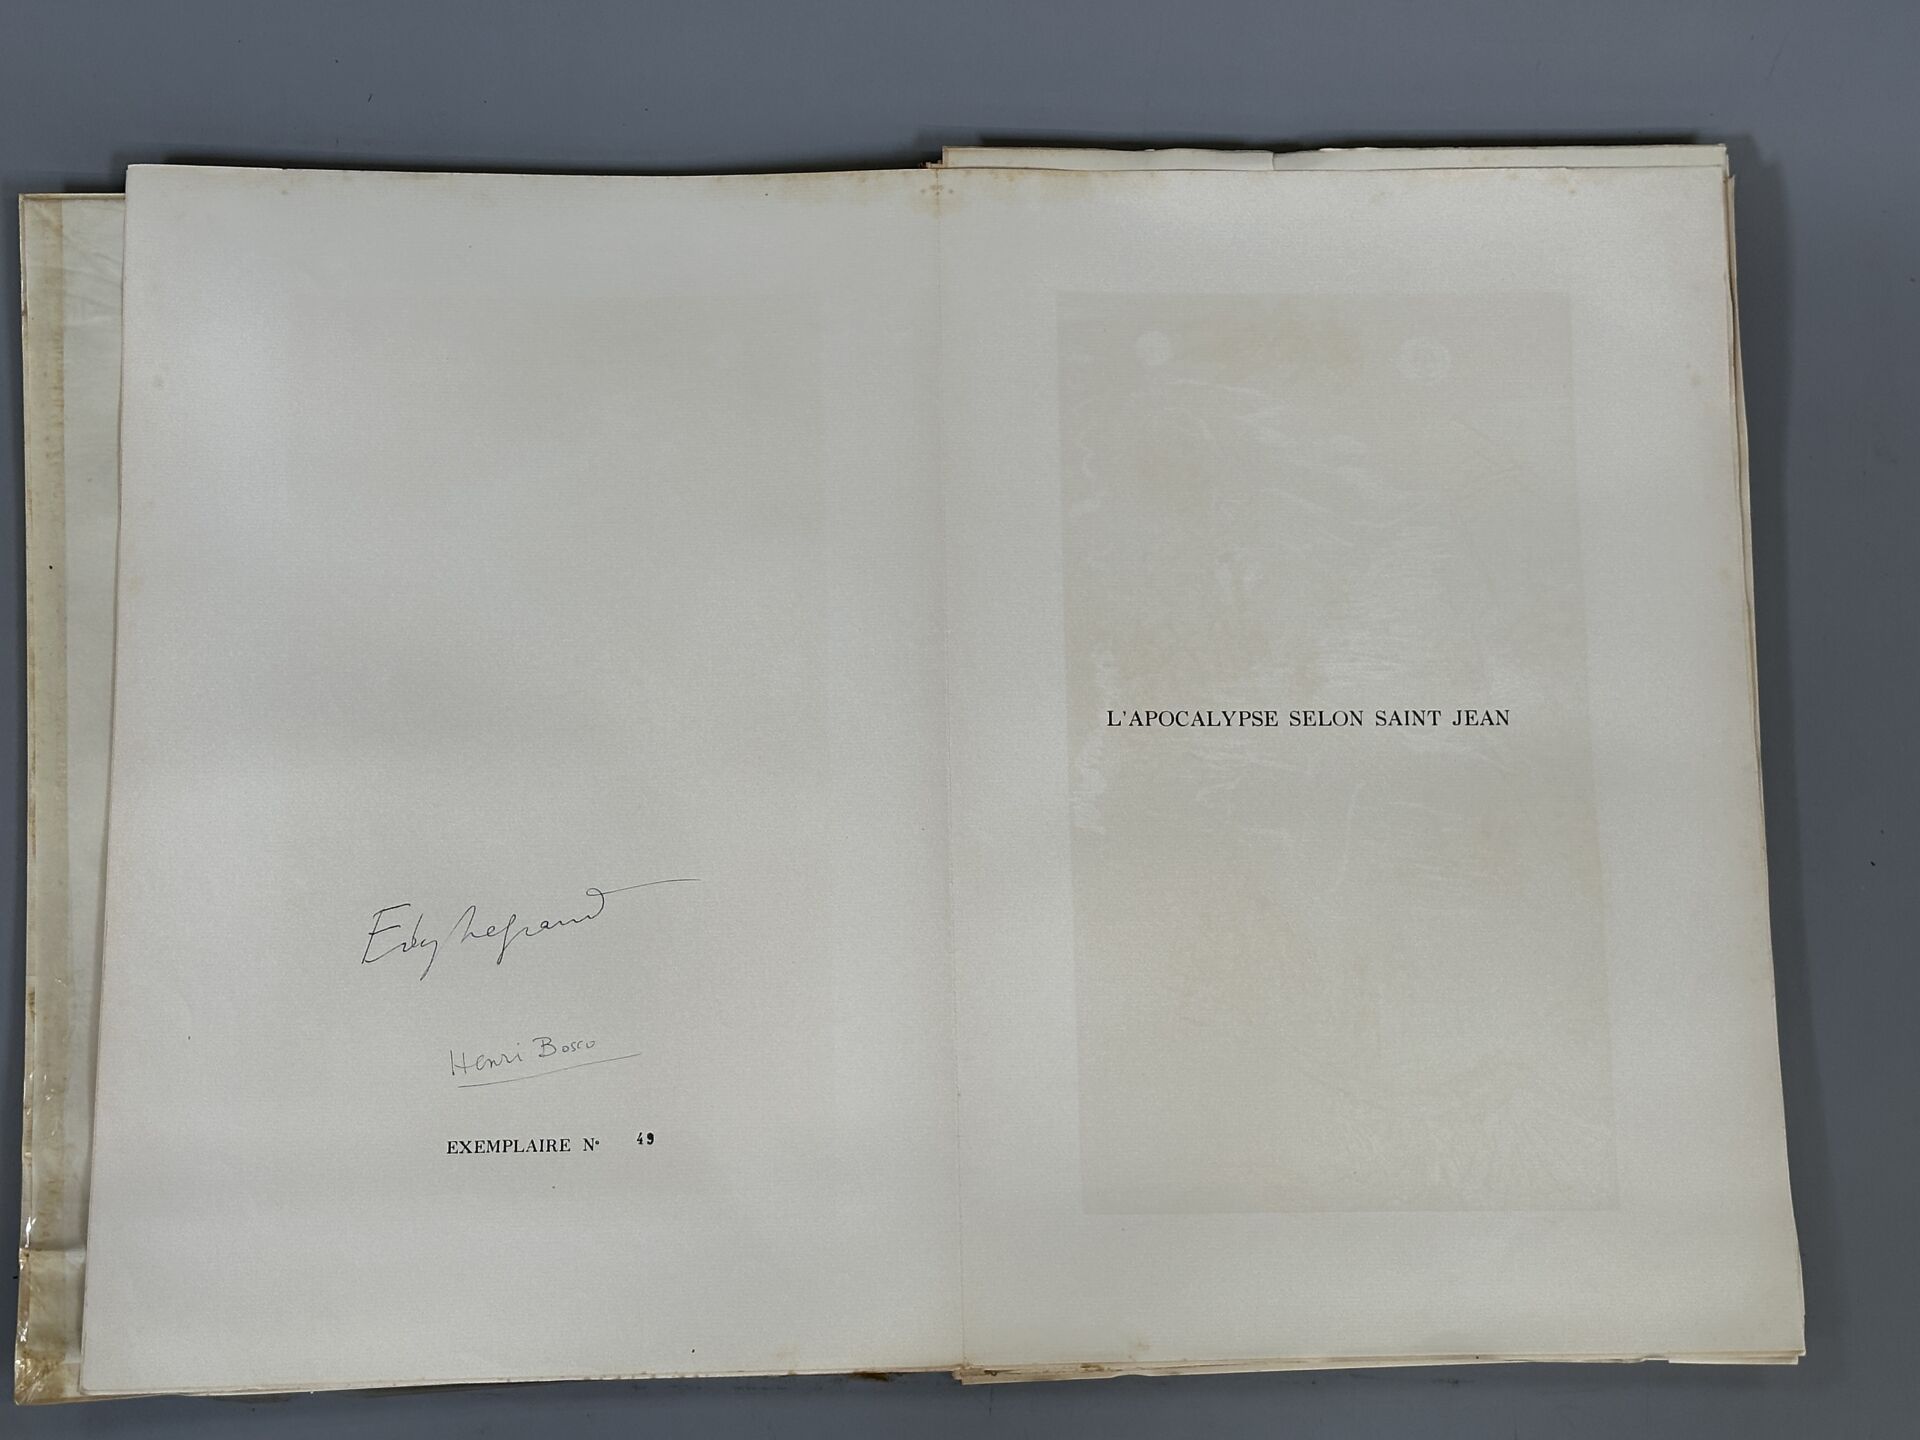 Edy Legrand
Henri Bosco
EXEMPLAIRE N° 49
L'APOCALYPSE SELON SAINT JEAN